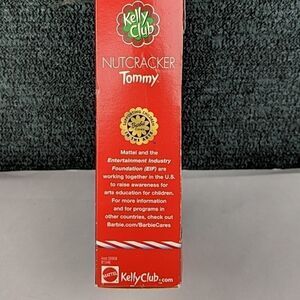 Kelly
Club
NUTCRACKER
Tommy
Mattel and the
Entertainment Industry
Foundation (EIF) are
working together in the U.S.
to raise awareness for
arts education for children.
For more information
and for programs in
other countries, check out
Barbie.com/BarbieCares
MATTEL
KellyClub.com